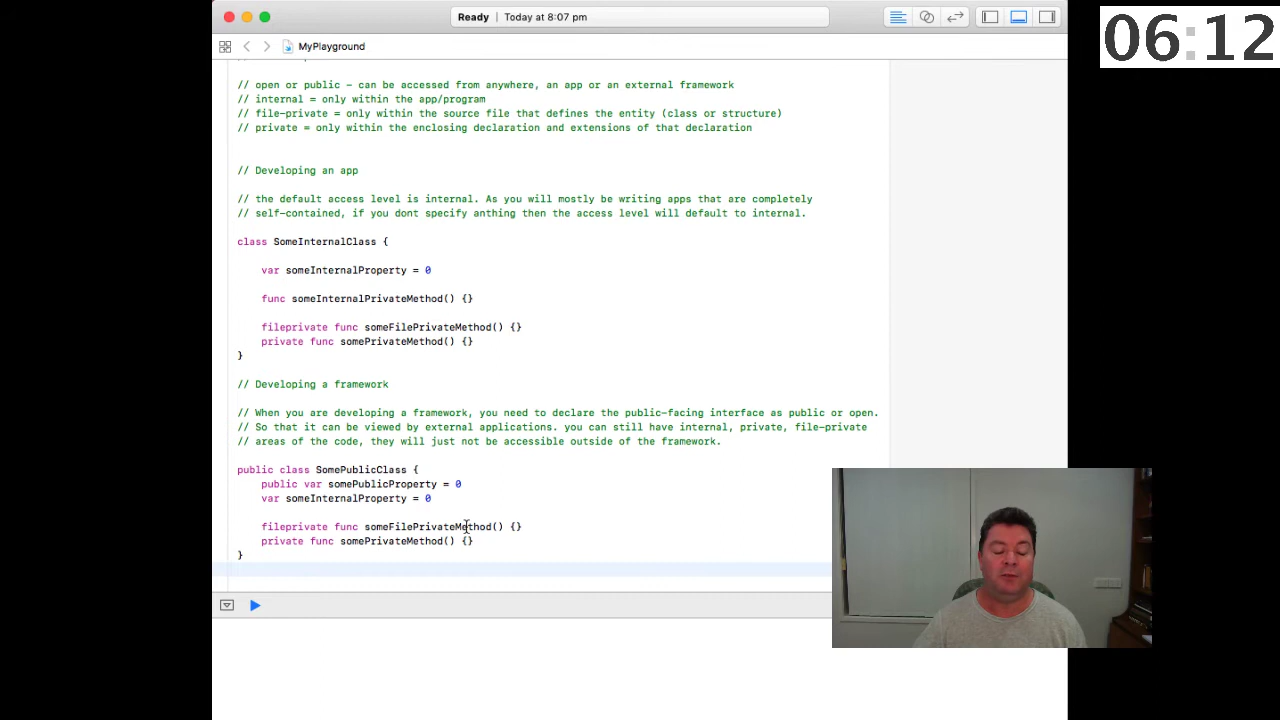 Ready | Today at 8:07 pm
06:12
MyPlayground
// open or public - can be accessed from anywhere, an app or an external framework
// internal = only within the app/program
// file-private = only within the source file that defines the entity (class or structure)
// private = only within the enclosing declaration and extensions of that declaration
// Developing an app
// the default access level is internal. As you will mostly be writing apps that are completely
// self-contained, if you dont specify anthing then the access level will default to internal.
class SomeInternalClass {
var someInternalProperty = 0
func someInternalPrivateMethod() {}
fileprivate func someFilePrivateMethod() {}
private func somePrivateMethod() {}
}
// Developing a framework
// When you are developing a framework, you need to declare the public-facing interface as public or open.
// So that it can be viewed by external applications. you can still have internal, private, file-private
// areas of the code, they will just not be accessible outside of the framework.
public class SomePublicClass {
public var somePublicProperty = 0
var someInternalProperty = 0
fileprivate func someFilePrivateMethod() {}
private func somePrivateMethod() {}
}